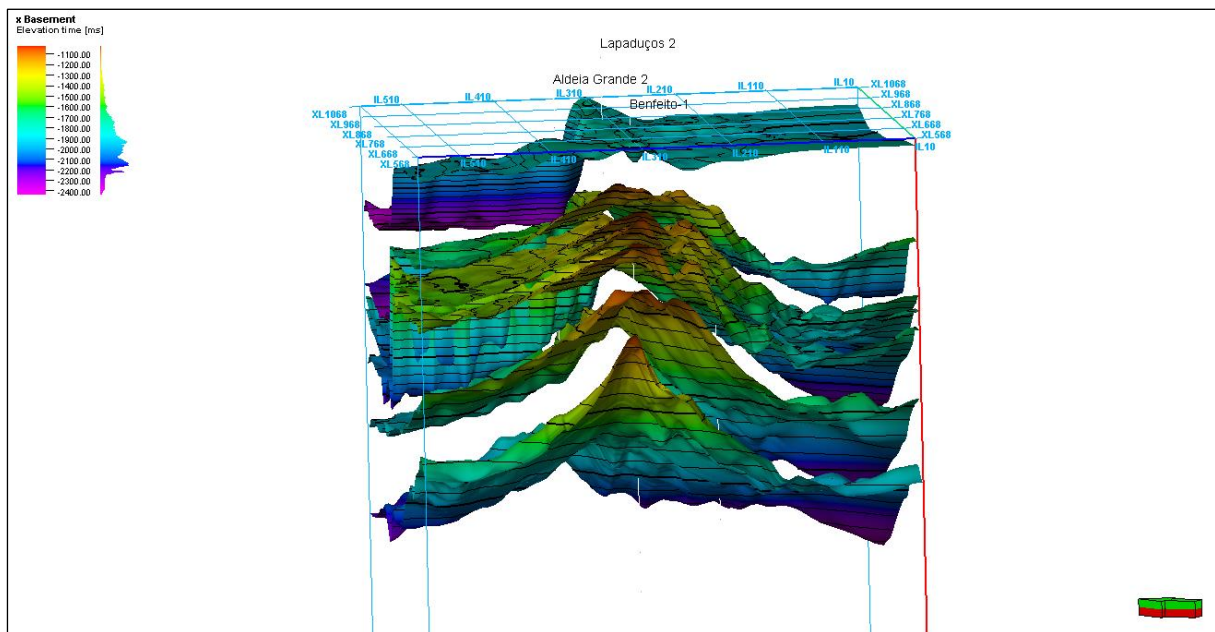 x Basement
Elevation time [ms]
-1100.00
-1200.00
-1300.00
-1400.00
-1500.00
-1600.00
-1700.00
-1800.00
-1900.00
-2000.00
-2100.00
-2200.00
-2300.00
-2400.00
Lapaduços 2
Aldeia Grande 2
Benfeito-1
IL510
IL410
IL310
IL210
IL110
IL10
XL1068
XL968
XL868
XL768
XL668
XL568
XL1068
XL968
XL868
XL768
XL668
XL568
IL510
IL410
IL310
IL210
IL110
IL10